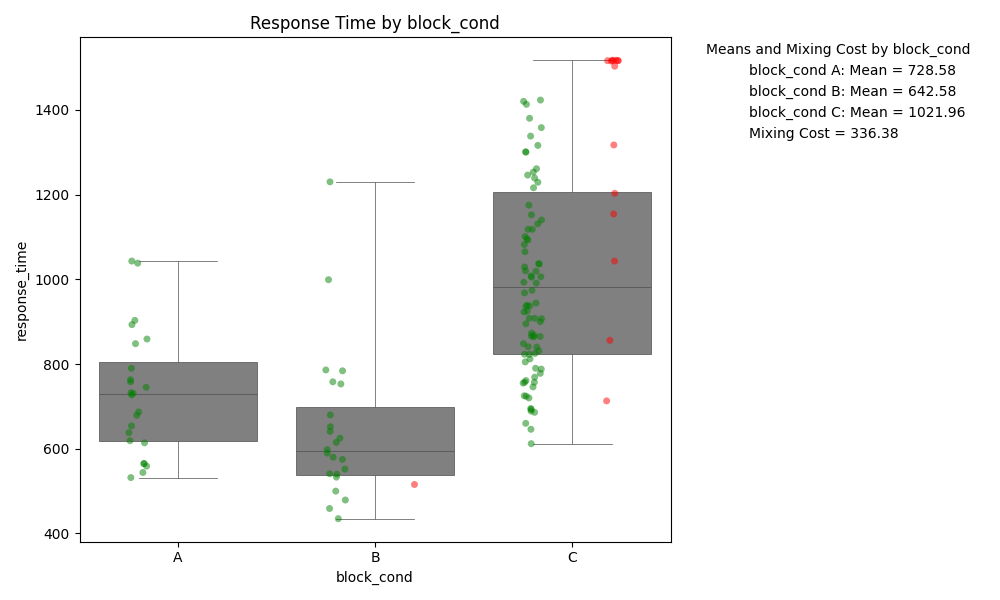 Response Time by block_cond
Means and Mixing Cost by block_cond
block_cond A: Mean = 728.58
block_cond B: Mean = 642.58
block_cond C: Mean = 1021.96
Mixing Cost = 336.38
response_time
1400
1200
1000
800
600
400
A
B
C
block_cond